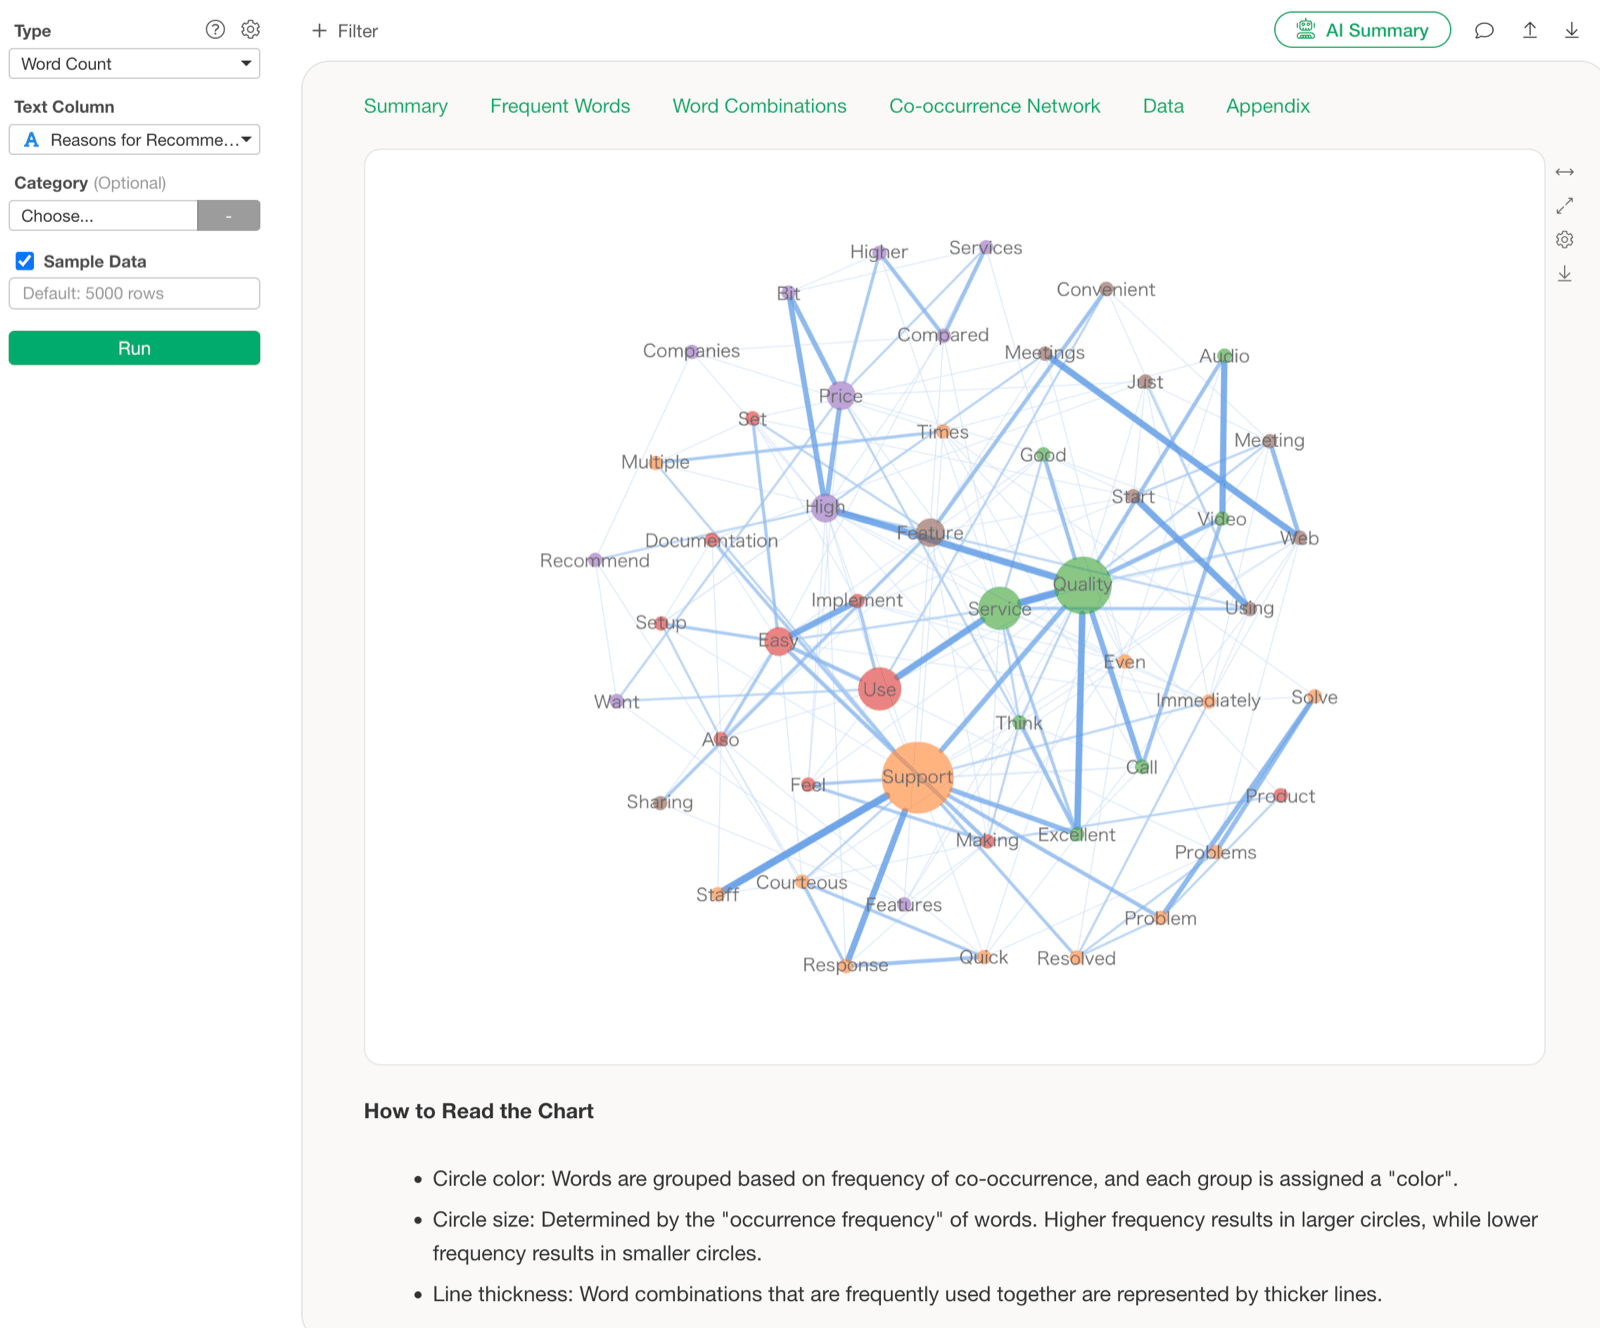 Type
Word Count
Text Column
A Reasons for Recomme...
Category (Optional)
Choose...
-
Sample Data
Default: 5000 rows
Run
+ Filter
AI Summary
Summary Frequent Words Word Combinations Co-occurrence Network Data Appendix
Higher
Services
Bit
Convenient
Compared
Companies
Meetings
Audio
Just
Price
Set
Times
Meeting
Multiple
Good
Start
High
Video
Feature
Web
Documentation
Recommend
Quality
Implement
Service
Using
Setup
Easy
Even
Use
Want
Immediately
Solve
Think
Also
Call
Support
Feel
Product
Sharing
Making
Excellent
Problems
Courteous
Staff
Features
Problem
Response
Quick
Resolved
How to Read the Chart
• Circle color: Words are grouped based on frequency of co-occurrence, and each group is assigned a "color".
• Circle size: Determined by the "occurrence frequency" of words. Higher frequency results in larger circles, while lower
frequency results in smaller circles.
• Line thickness: Word combinations that are frequently used together are represented by thicker lines.